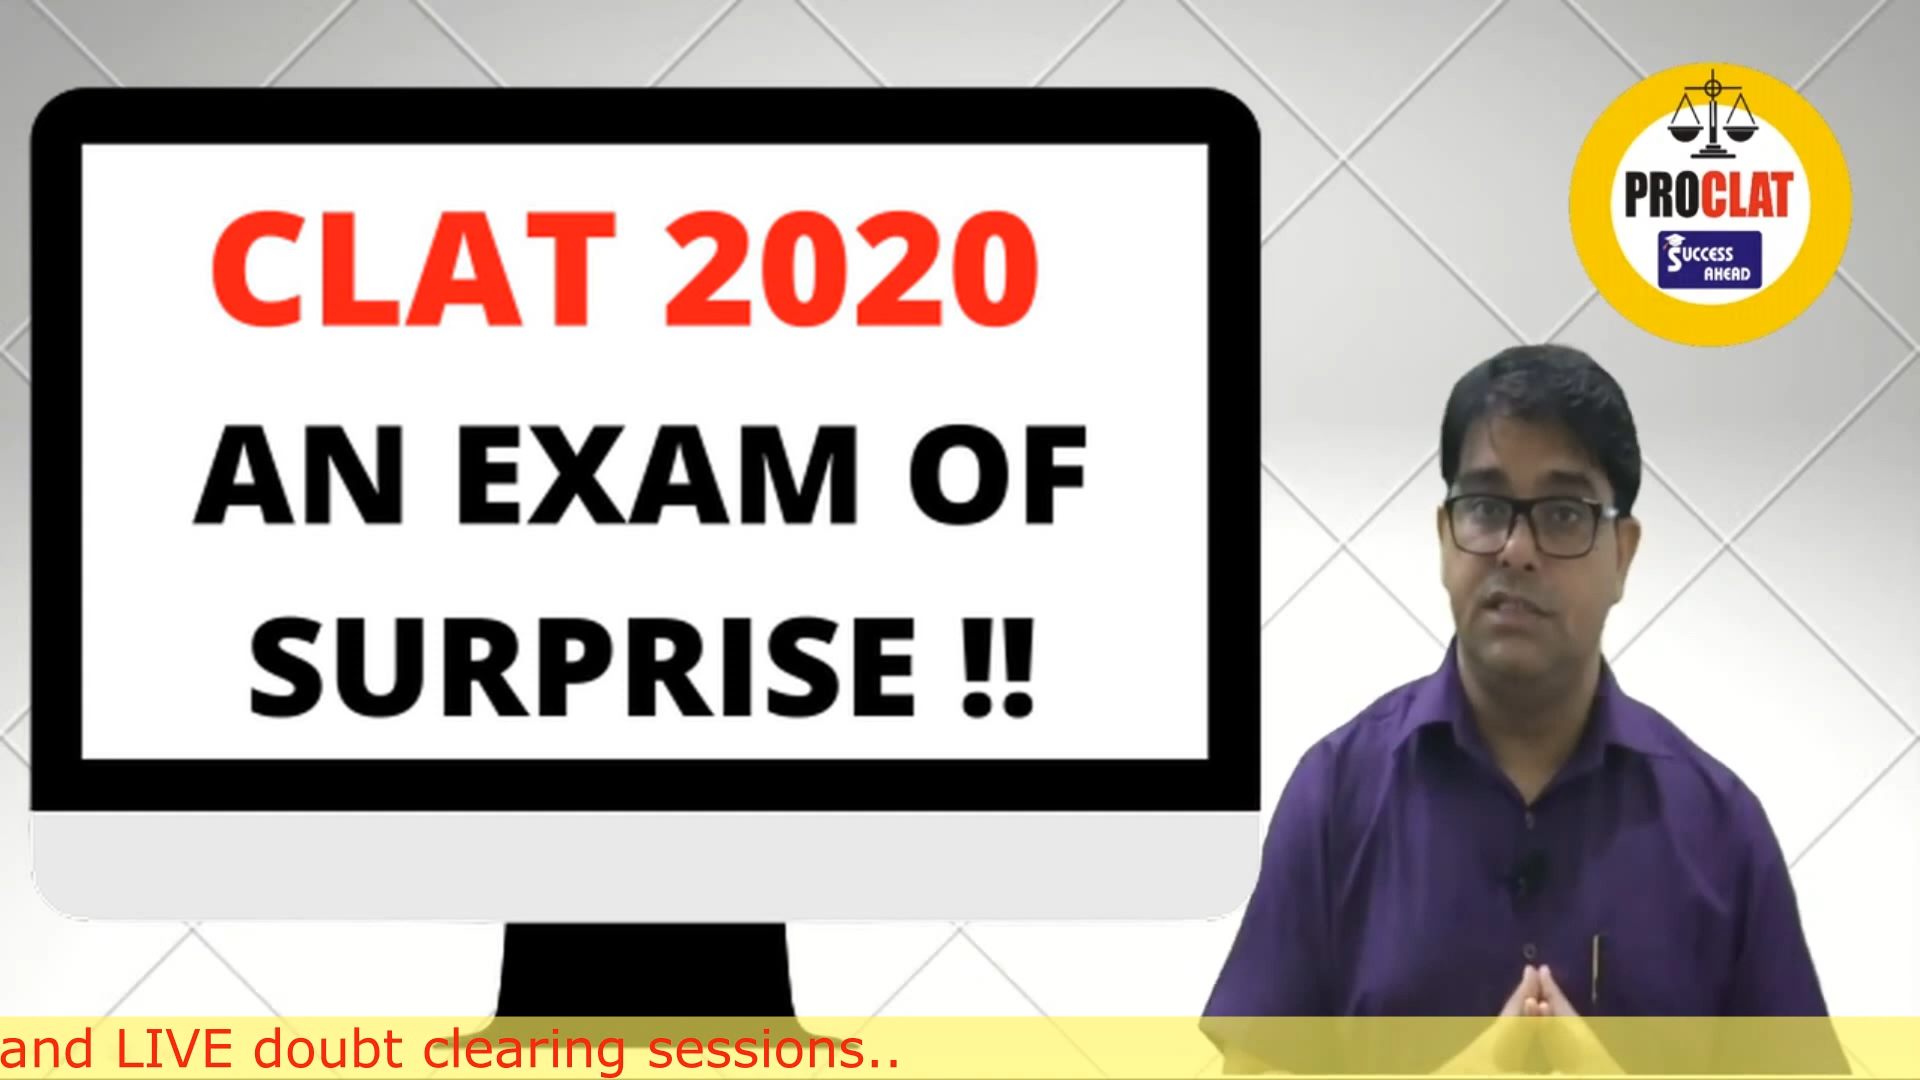 CLAT 2020
AN EXAM OF
SURPRISE !!
PROCLAT
SUCCESS
AHEAD
and LIVE doubt clearing sessions..